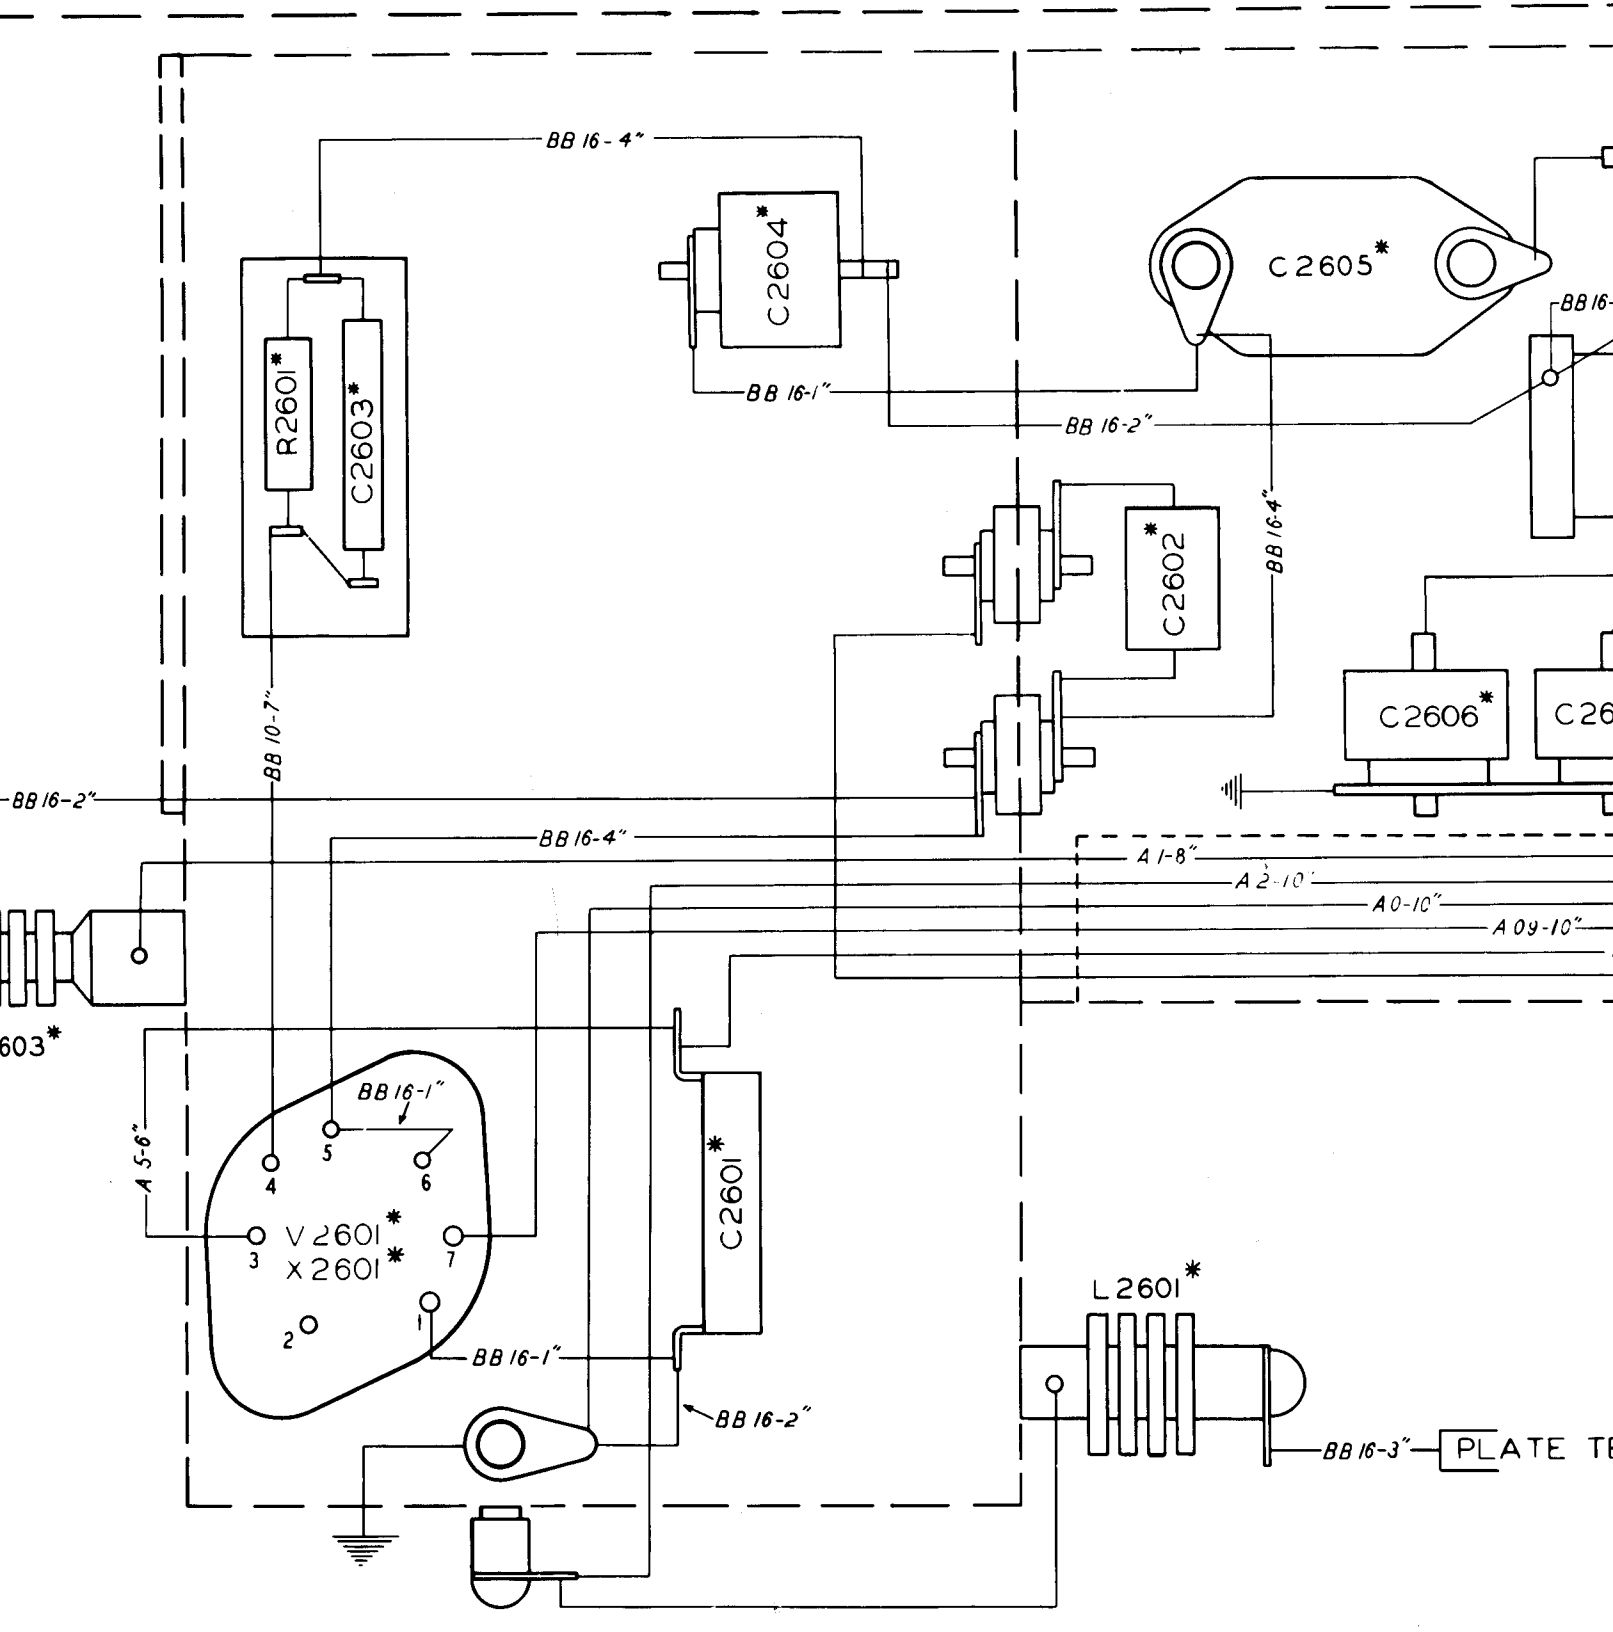 BB 16-4"
C2604*
C2605*
BB 16-
R2601*
C2603*
BB 16-1"
BB 16-2"
BB 16-4"
C2602*
C2606*
C26
BB 10-7"
BB 16-2"
BB 16-4"
A 1-8"
A 2-10"
A 0-10"
A 09-10"
603*
BB 16-1"
A 5-6"
5
4
6
3
V2601*
X2601*
7
2
1
C2601*
BB 16-1"
BB 16-2"
L2601*
BB 16-3"
PLATE TE